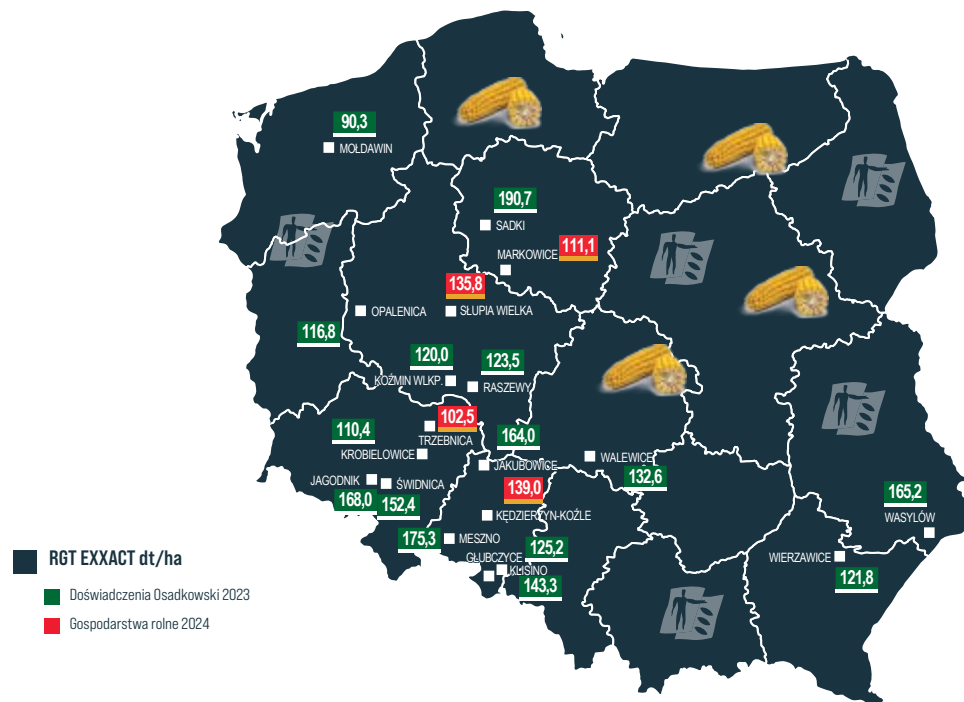 90,3
MOŁDAWIN
190,7
SADKI
MARKOWICE
111,1
135,8
OPALENICA
SŁUPIA WIELKA
116,8
120,0
123,5
KOŹMIN WLKP.
RASZEWY
102,5
TRZEBNICA
110,4
KROBIELOWICE
164,0
JAKUBOWICE
WALEWICE
132,6
JAGODNIK
ŚWIDNICA
168,0
152,4
139,0
KĘDZIERZYN-KOŹLE
165,2
WASYLÓW
175,3
MESZNO
125,2
GŁUBCZYCE
KLISINO
143,3
WIERZAWICE
121,8
RGT EXXACT dt/ha
Doświadczenia Osadkowski 2023
Gospodarstwa rolne 2024